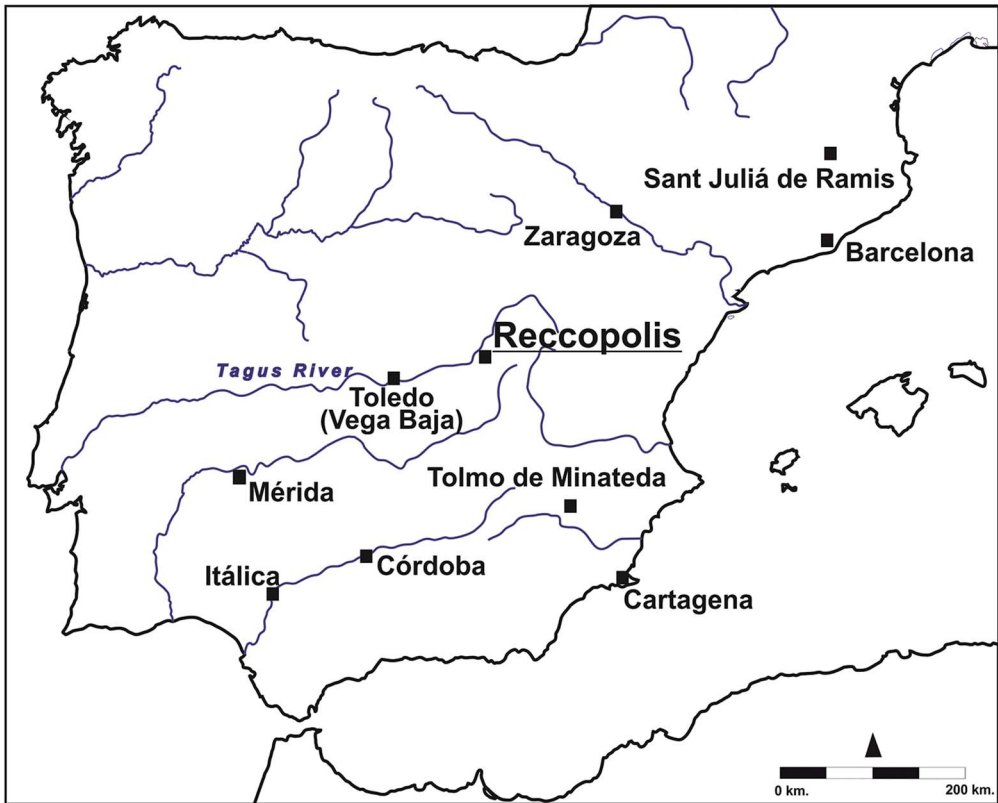 Sant Juliá de Ramis
Zaragoza
Barcelona
Reccopolis
Tagus River
Toledo
(Vega Baja)
Tolmo de Minateda
Mérida
Córdoba
Itálica
Cartagena
0 km.
200 km.